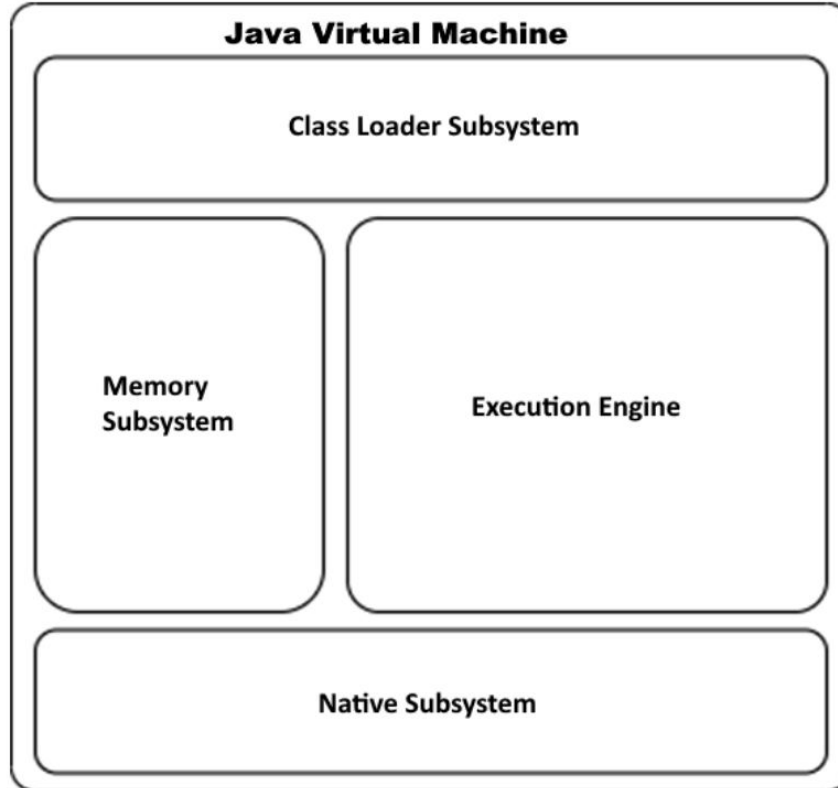 Java Virtual Machine
Class Loader Subsystem
Memory
Subsystem
Execution Engine
Native Subsystem